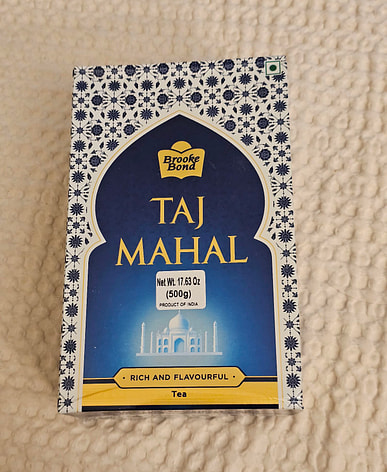 Brooke
Bond
TAJ
MAHAL
Net Wt. 17.63 Oz
(500g)
PRODUCT OF INDIA
• RICH AND FLAVOURFUL •
Tea